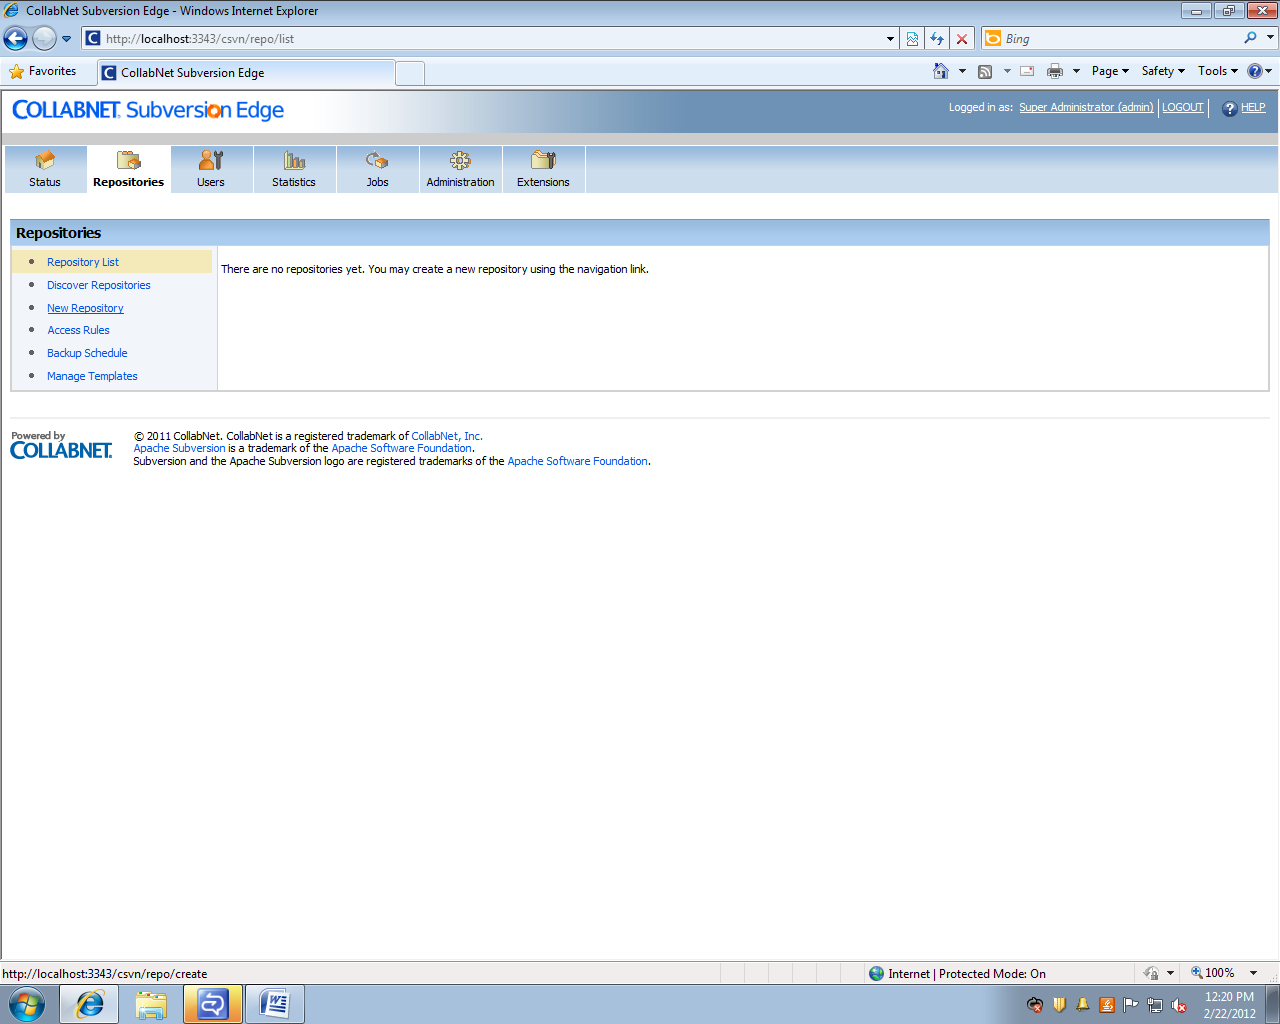 CollabNet Subversion Edge - Windows Internet Explorer
http://localhost:3343/csvn/repo/list
Bing
Favorites
CollabNet Subversion Edge
Page
Safety
Tools
COLLABNET. Subversion Edge
Logged in as: Super Administrator (admin) LOGOUT HELP
Status
Repositories
Users
Statistics
Jobs
Administration
Extensions
Repositories
Repository List
Discover Repositories
New Repository
Access Rules
Backup Schedule
Manage Templates
There are no repositories yet. You may create a new repository using the navigation link.
Powered by
COLLABNET.
© 2011 CollabNet. CollabNet is a registered trademark of CollabNet, Inc.
Apache Subversion is a trademark of the Apache Software Foundation.
Subversion and the Apache Subversion logo are registered trademarks of the Apache Software Foundation.
http://localhost:3343/csvn/repo/create
Internet | Protected Mode: On
100%
12:20 PM
2/22/2012